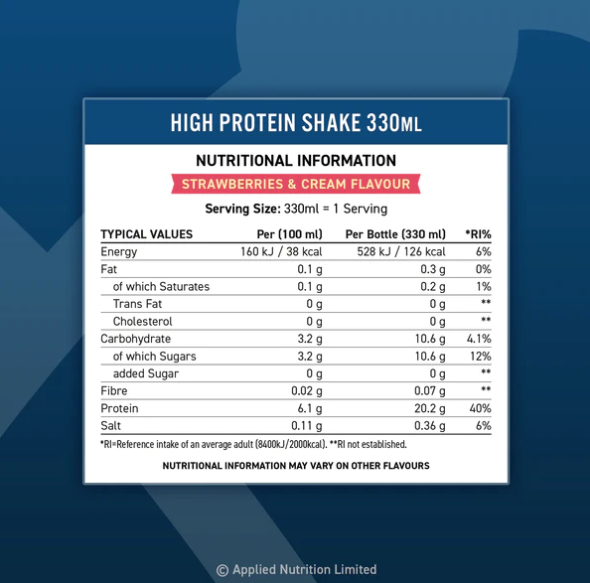 HIGH PROTEIN SHAKE 330ML
NUTRITIONAL INFORMATION
STRAWBERRIES & CREAM FLAVOUR
Serving Size: 330ml = 1 Serving
TYPICAL VALUES Per (100 ml) Per Bottle (330 ml) *RI%
Energy 160 kJ / 38 kcal 528 kJ / 126 kcal 6%
Fat 0.1 g 0.3 g 0%
of which Saturates 0.1 g 0.2 g 1%
Trans Fat 0 g 0 g **
Cholesterol 0 g 0 g **
Carbohydrate 3.2 g 10.6 g 4.1%
of which Sugars 3.2 g 10.6 g 12%
added Sugar 0 g 0 g **
Fibre 0.02 g 0.07 g **
Protein 6.1 g 20.2 g 40%
Salt 0.11 g 0.36 g 6%
*RI=Reference intake of an average adult (8400kJ/2000kcal). **RI not established.
NUTRITIONAL INFORMATION MAY VARY ON OTHER FLAVOURS
© Applied Nutrition Limited